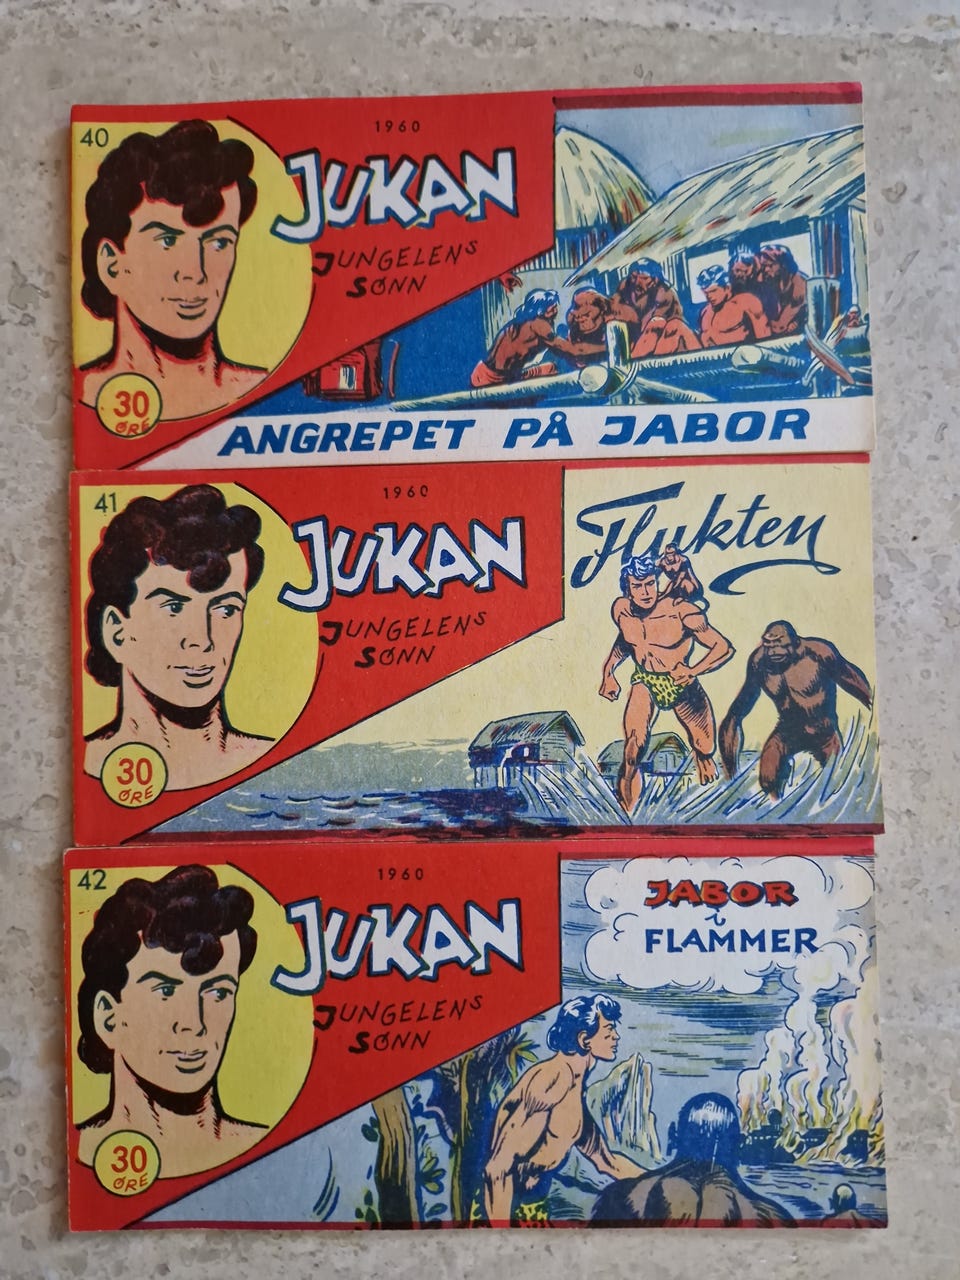 40
1960
JUKAN
JUNGELENS
SØNN
30
ØRE
ANGREPET PÅ JABOR
41
1960
JUKAN
JUNGELENS
SØNN
Flukten
30
ØRE
42
1960
JUKAN
JUNGELENS
SØNN
JABOR
i
FLAMMER
30
ØRE